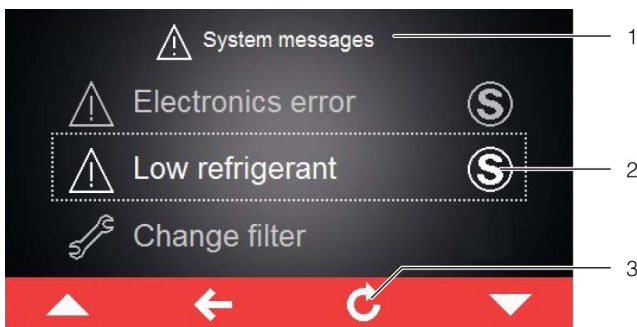 System messages
1
Electronics error S
Low refrigerant S
2
Change filter
3